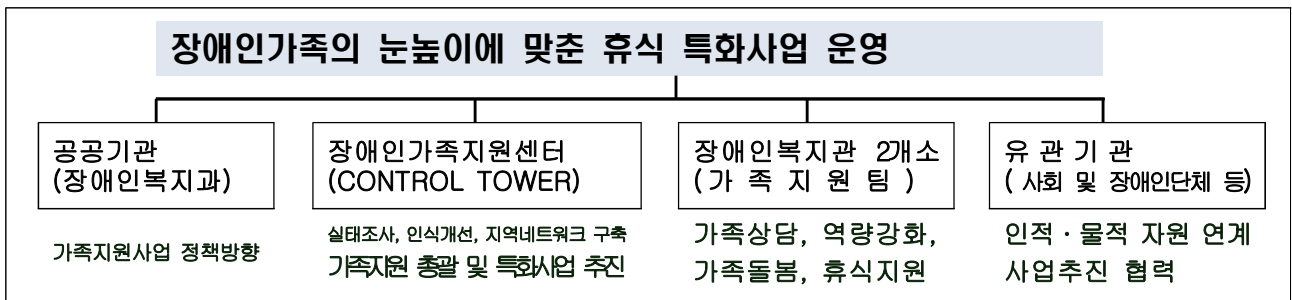 장애인가족의 눈높이에 맞춘 휴식 특화사업 운영
공공기관
(장애인복지과)
가족지원사업 정책방향
장애인가족지원센터
(CONTROL TOWER)
실태조사, 인식개선, 지역네트워크 구축
가족지원 총괄 및 특화사업 추진
장애인복지관 2개소
(가 족 지 원 팀 )
가족상담, 역량강화,
가족돌봄, 휴식지원
유 관 기 관
( 사회 및 장애인단체 등)
인적 · 물적 자원 연계
사업추진 협력